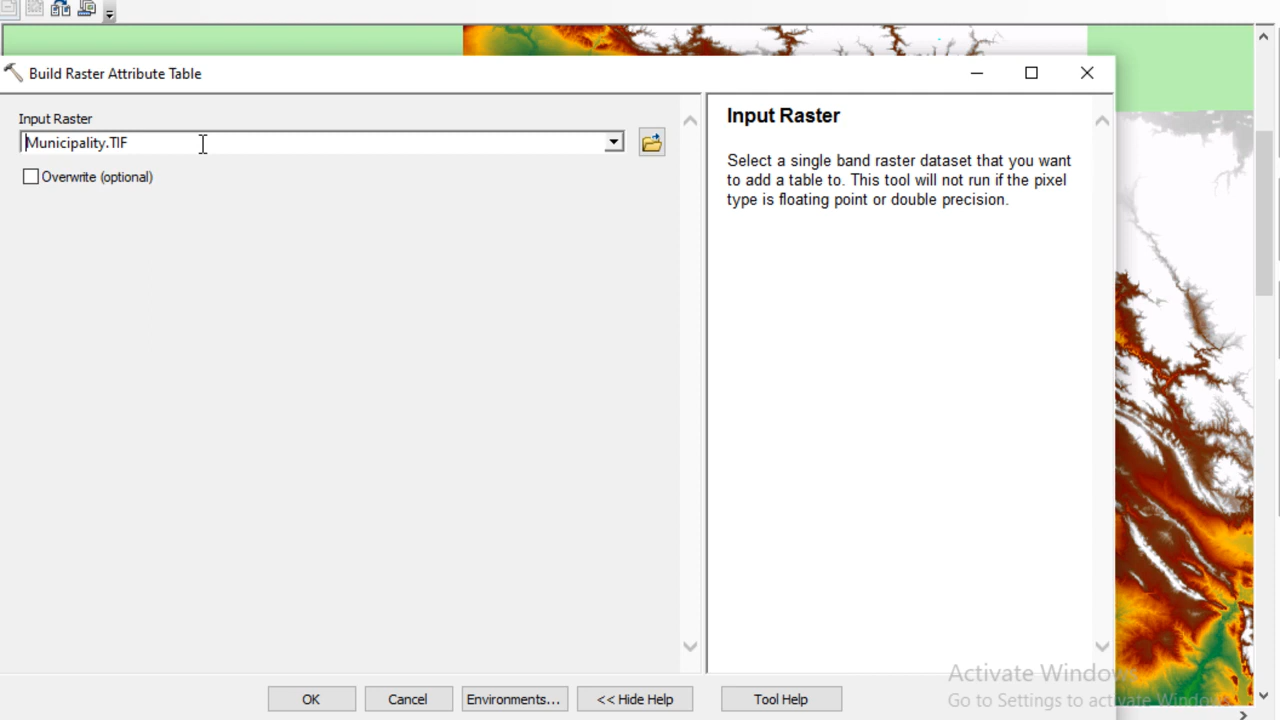 Build Raster Attribute Table
Input Raster
Municipality.TIF
Overwrite (optional)
Input Raster
Select a single band raster dataset that you want
to add a table to. This tool will not run if the pixel
type is floating point or double precision.
OK
Cancel
Environments...
<< Hide Help
Tool Help
Activate Windows
Go to Settings to activate Windows